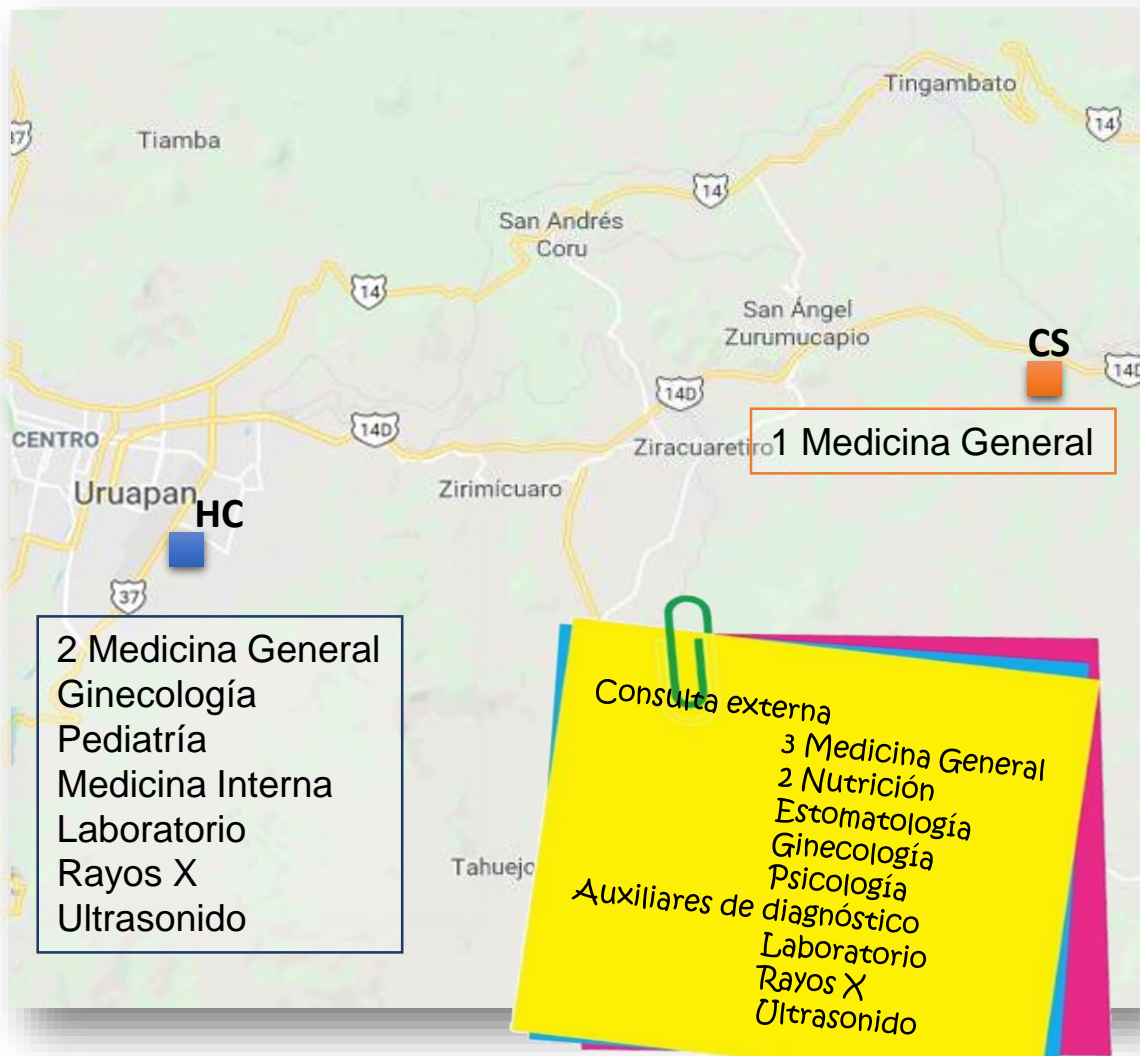 Tingambato
37
14
Tiamba
14
San Andrés
Coru
14
San Ángel
Zurumucapio
CS
14D
14D
CENTRO
14D
Ziracuaretiro
1 Medicina General
Uruapan
HC
Zirimícuaro
37
2 Medicina General
Ginecología
Pediatría
Medicina Interna
Laboratorio
Rayos X
Ultrasonido
Tahuejo
Consulta externa
3 Medicina General
2 Nutrición
Estomatología
Ginecología
Psicología
Auxiliares de diagnóstico
Laboratorio
Rayos X
Ultrasonido